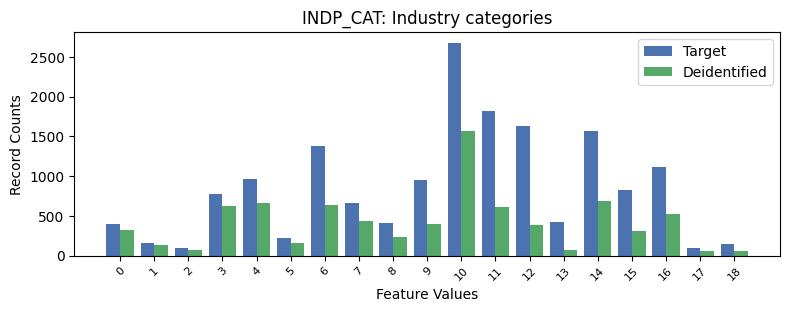 INDP_CAT: Industry categories
Target
Deidentified
Record Counts
2500
2000
1500
1000
500
0
0 1 2 3 4 5 6 7 8 9 10 11 12 13 14 15 16 17 18
Feature Values